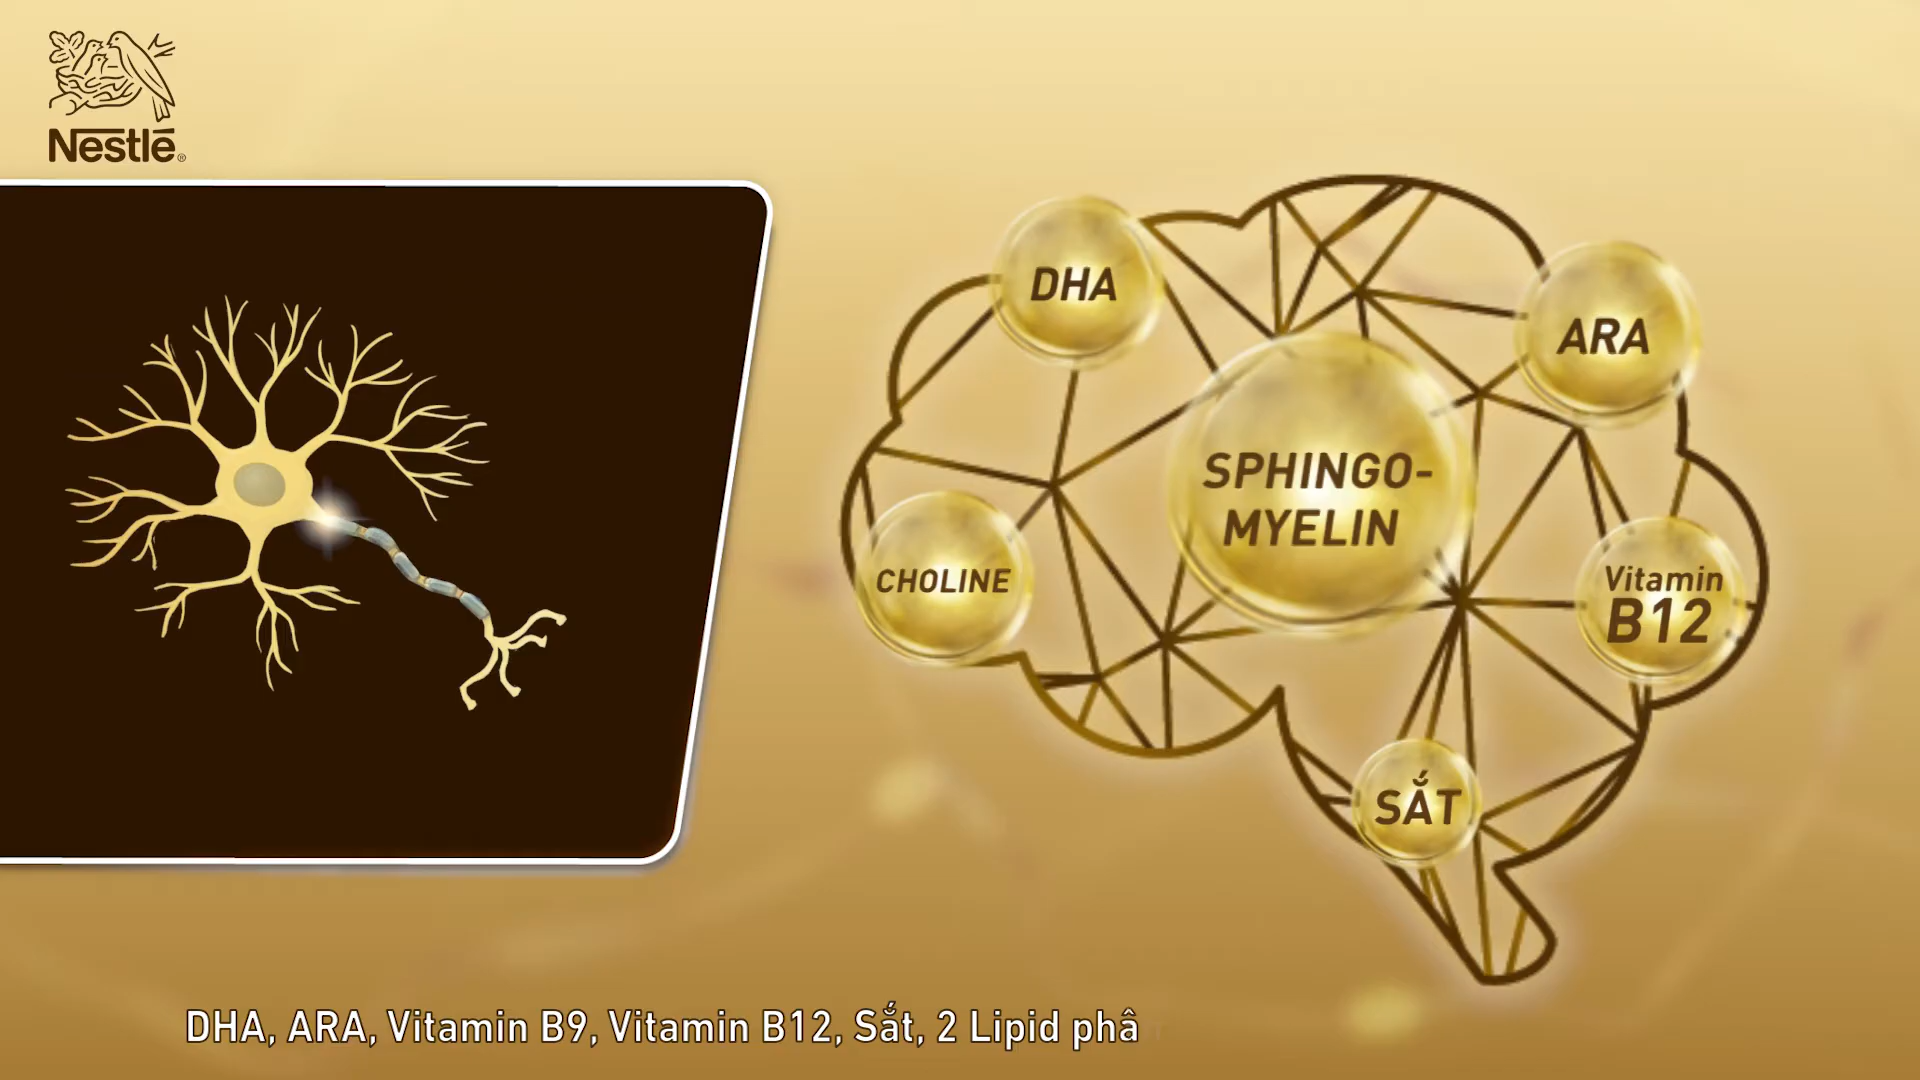 Nestlé®
DHA
ARA
SPHINGO-
MYELIN
CHOLINE
Vitamin
B12
SẮT
DHA, ARA, Vitamin B9, Vitamin B12, Sắt, 2 Lipid phâ